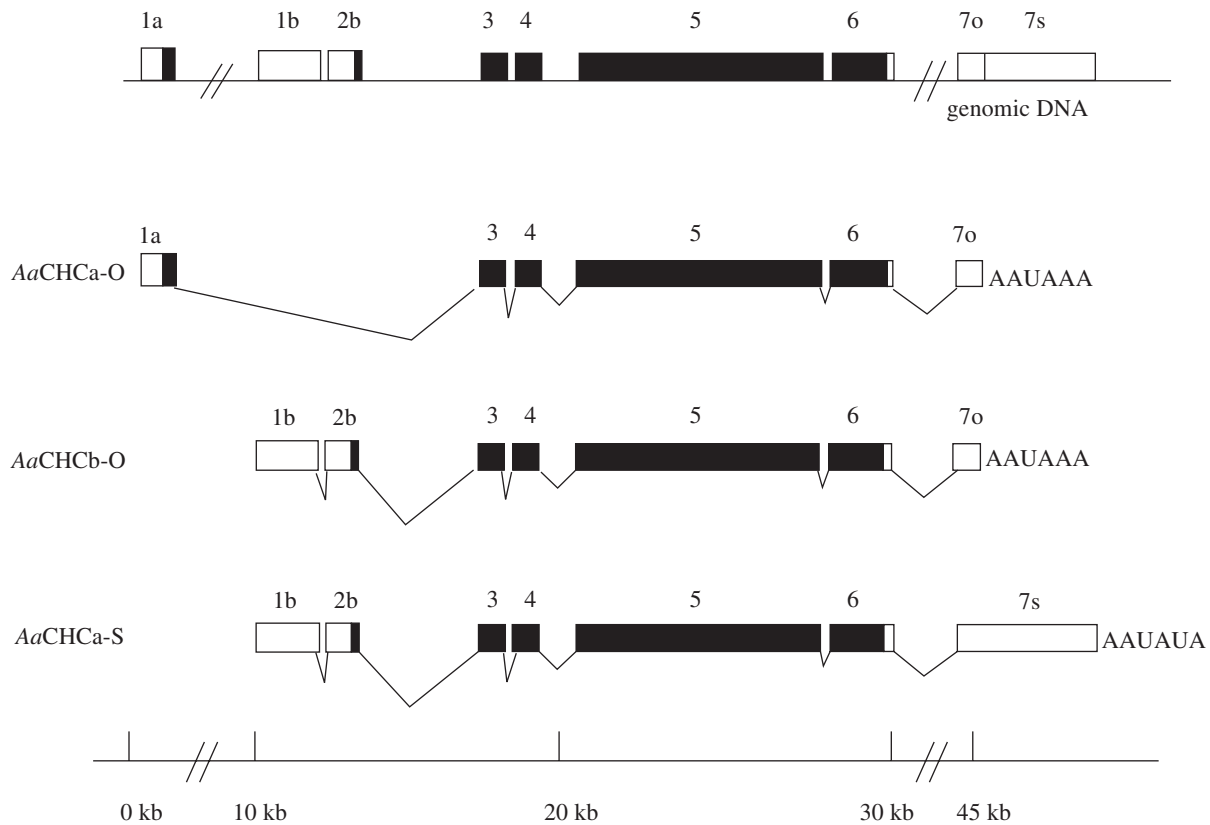 1a 1b 2b 3 4 5 6 7o 7s
genomic DNA
1a 3 4 5 6 7o
AaCHCa-O AAUAAA
1b 2b 3 4 5 6 7o
AaCHCb-O AAUAAA
1b 2b 3 4 5 6 7s
AaCHCa-S AAUAUA
0 kb 10 kb 20 kb 30 kb 45 kb